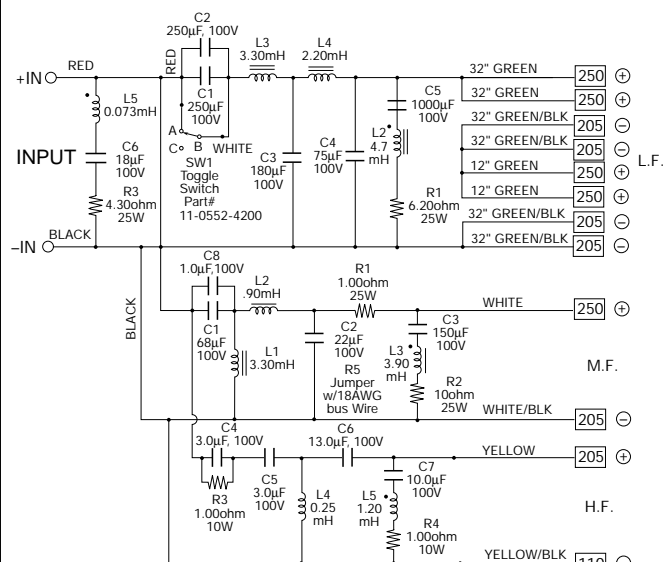 C2
250µF, 100V
RED
+IN
RED
C1
250µF
100V
L3
3.30mH
L4
2.20mH
L5
0.073mH
INPUT
C6
18µF
100V
R3
4.30ohm
25W
A
B
C
WHITE
SW1
Toggle
Switch
Part#
11-0552-4200
C3
180µF
100V
C4
75µF
100V
C5
1000µF
100V
L2
4.7
mH
R1
6.20ohm
25W
32" GREEN
250
+
32" GREEN
250
+
32" GREEN/BLK
205
−
32" GREEN/BLK
205
−
12" GREEN
250
+
12" GREEN
250
+
32" GREEN/BLK
205
−
32" GREEN/BLK
205
−
L.F.
−IN
BLACK
BLACK
C8
1.0µF,100V
C1
68µF
100V
L2
.90mH
L1
3.30mH
R1
1.00ohm
25W
C2
22µF
100V
R5
Jumper
w/18AWG
bus Wire
C3
150µF
100V
L3
3.90
mH
R2
10ohm
25W
WHITE
250
+
M.F.
WHITE/BLK
205
−
C4
3.0µF, 100V
R3
1.00ohm
10W
C5
3.0µF
100V
C6
13.0µF, 100V
L4
0.25
mH
C7
10.0µF
100V
L5
1.20
mH
R4
1.00ohm
10W
YELLOW
205
+
H.F.
YELLOW/BLK